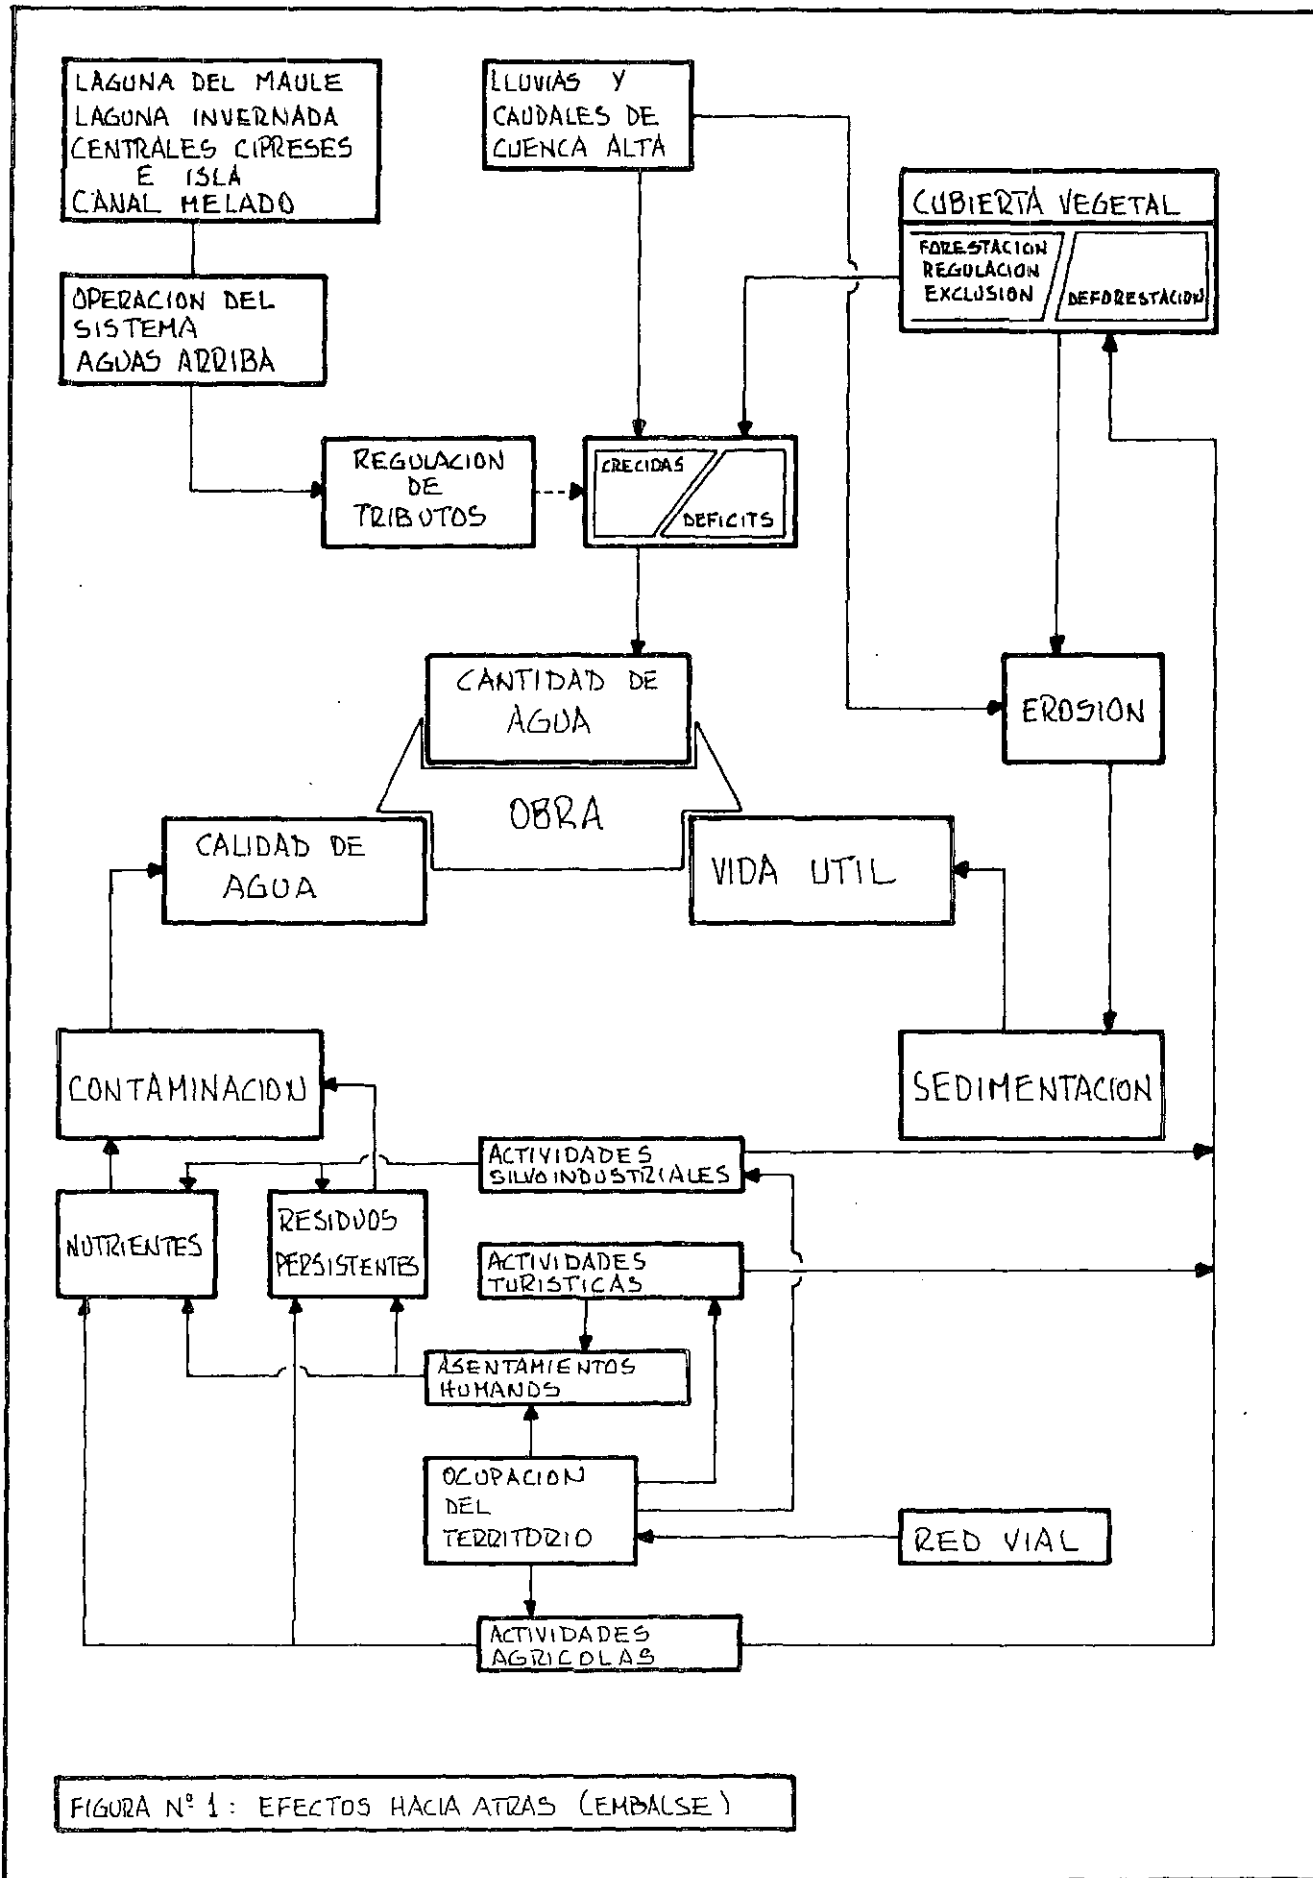 LAGUNA DEL MAULE
LAGUNA INVERNADA
CENTRALES CIPRESES
E ISLA
CANAL MELADO
LLUVIAS Y
CAUDALES DE
CUENCA ALTA
CUBIERTA VEGETAL
FORESTACION
REGULACION
EXCLUSION
DEFORESTACION
OPERACION DEL
SISTEMA
AGUAS ARRIBA
REGULACION
DE
TRIBUTOS
CRECIDAS
DEFICITS
CANTIDAD DE
AGUA
EROSION
OBRA
CALIDAD DE
AGUA
VIDA UTIL
CONTAMINACION
SEDIMENTACION
ACTIVIDADES
SILVOINDUSTRIALES
NUTRIENTES
RESIDUOS
PERSISTENTES
ACTIVIDADES
TURISTICAS
ASENTAMIENTOS
HUMANOS
OCUPACION
DEL
TERRITORIO
RED VIAL
ACTIVIDADES
AGRICOLAS
FIGURA Nº 1: EFECTOS HACIA ATRAS (EMBALSE)